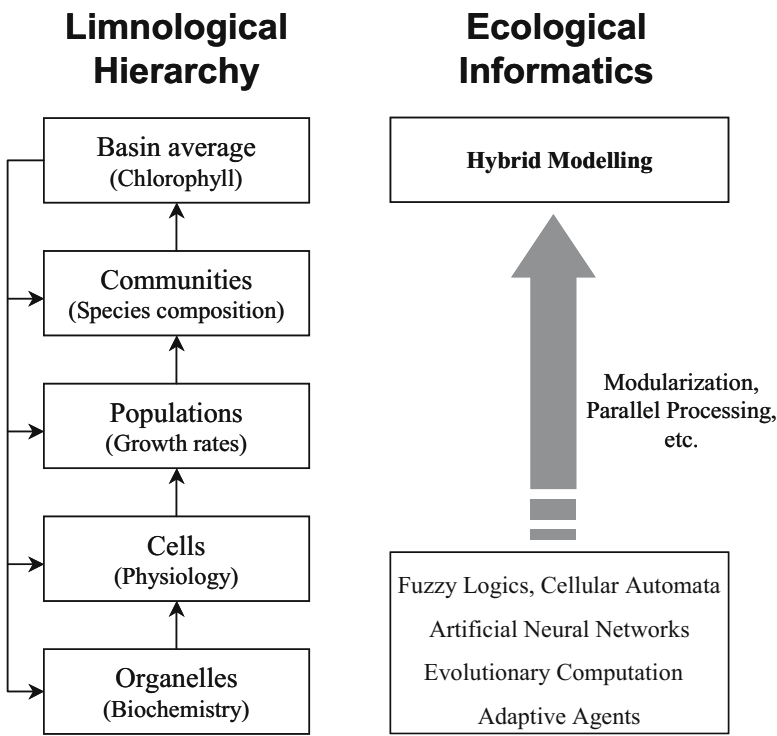 Limnological
Hierarchy
Basin average
(Chlorophyll)
Communities
(Species composition)
Populations
(Growth rates)
Cells
(Physiology)
Organelles
(Biochemistry)
Ecological
Informatics
Hybrid Modelling
Modularization,
Parallel Processing,
etc.
Fuzzy Logics, Cellular Automata
Artificial Neural Networks
Evolutionary Computation
Adaptive Agents